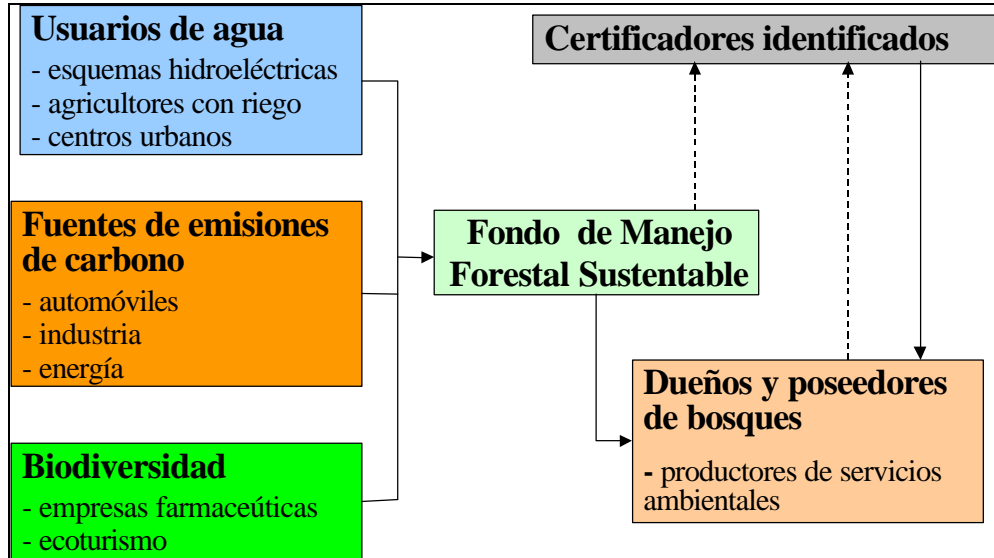 Usuarios de agua
- esquemas hidroeléctricas
- agricultores con riego
- centros urbanos
Certificadores identificados
Fuentes de emisiones
de carbono
- automóviles
- industria
- energía
Fondo de Manejo
Forestal Sustentable
Dueños y poseedores
de bosques
- productores de servicios
ambientales
Biodiversidad
- empresas farmaceúticas
- ecoturismo